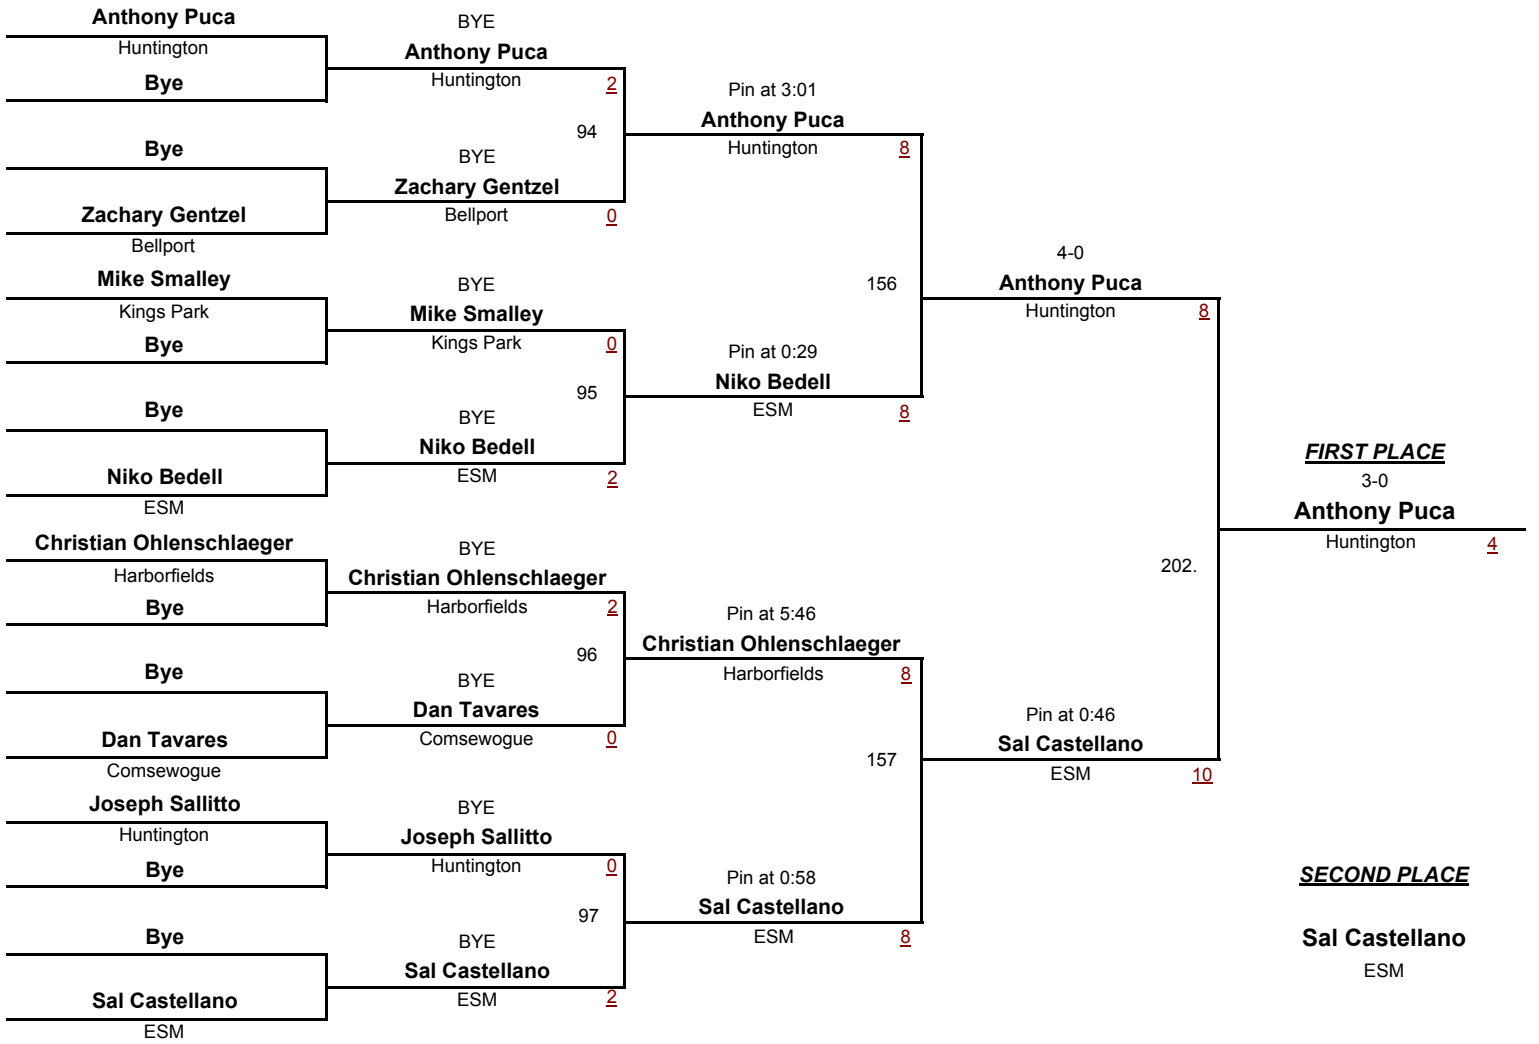 Anthony Puca
Huntington
Bye
Bye
Zachary Gentzel
Bellport
Mike Smalley
Kings Park
Bye
Bye
Niko Bedell
ESM
Christian Ohlenschlaeger
Harborfields
Bye
Bye
Dan Tavares
Comsewogue
Joseph Sallitto
Huntington
Bye
Bye
Sal Castellano
ESM
BYE
Anthony Puca
Huntington
2
94
BYE
Zachary Gentzel
Bellport
0
BYE
Mike Smalley
Kings Park
0
95
BYE
Niko Bedell
ESM
2
BYE
Christian Ohlenschlaeger
Harborfields
2
96
BYE
Dan Tavares
Comsewogue
0
BYE
Joseph Sallitto
Huntington
0
97
BYE
Sal Castellano
ESM
2
Pin at 3:01
Anthony Puca
Huntington
8
156
Pin at 0:29
Niko Bedell
ESM
8
Pin at 5:46
Christian Ohlenschlaeger
Harborfields
8
157
Pin at 0:58
Sal Castellano
ESM
8
4-0
Anthony Puca
Huntington
8
202.
Pin at 0:46
Sal Castellano
ESM
10
FIRST PLACE
3-0
Anthony Puca
Huntington
4
SECOND PLACE
Sal Castellano
ESM